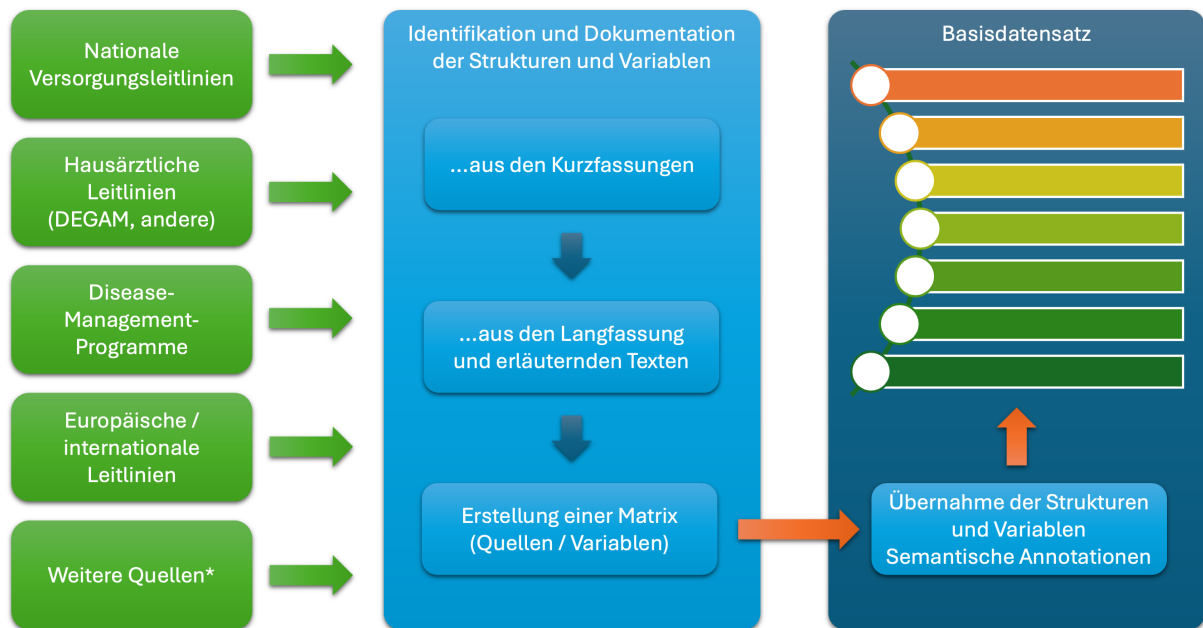 Nationale
Versorgungsleitlinien
Hausärztliche
Leitlinien
(DEGAM, andere)
Disease-
Management-
Programme
Europäische /
internationale
Leitlinien
Weitere Quellen*
Identifikation und Dokumentation
der Strukturen und Variablen
...aus den Kurzfassungen
...aus den Langfassung
und erläuternden Texten
Erstellung einer Matrix
(Quellen / Variablen)
Basisdatensatz
Übernahme der Strukturen
und Variablen
Semantische Annotationen